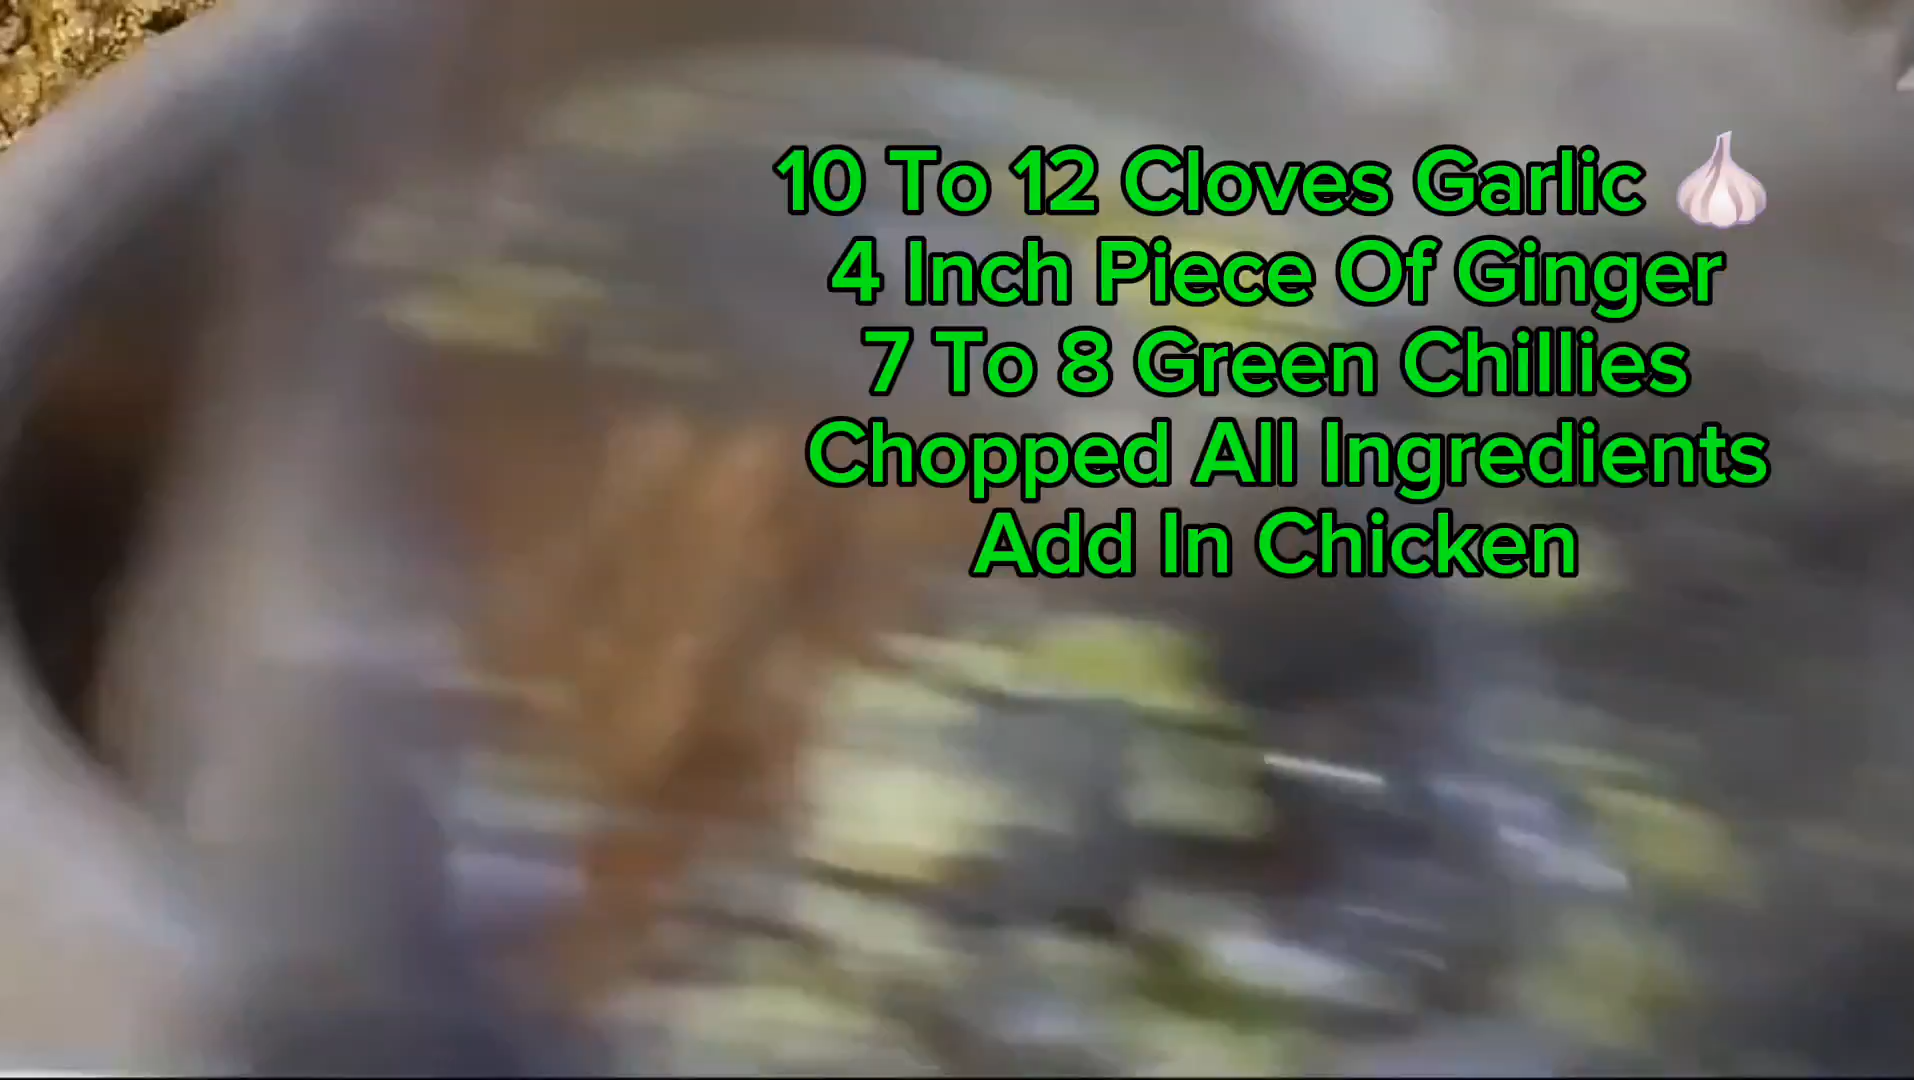 10 To 12 Cloves Garlic 🧄
4 Inch Piece Of Ginger
7 To 8 Green Chillies
Chopped All Ingredients
Add In Chicken